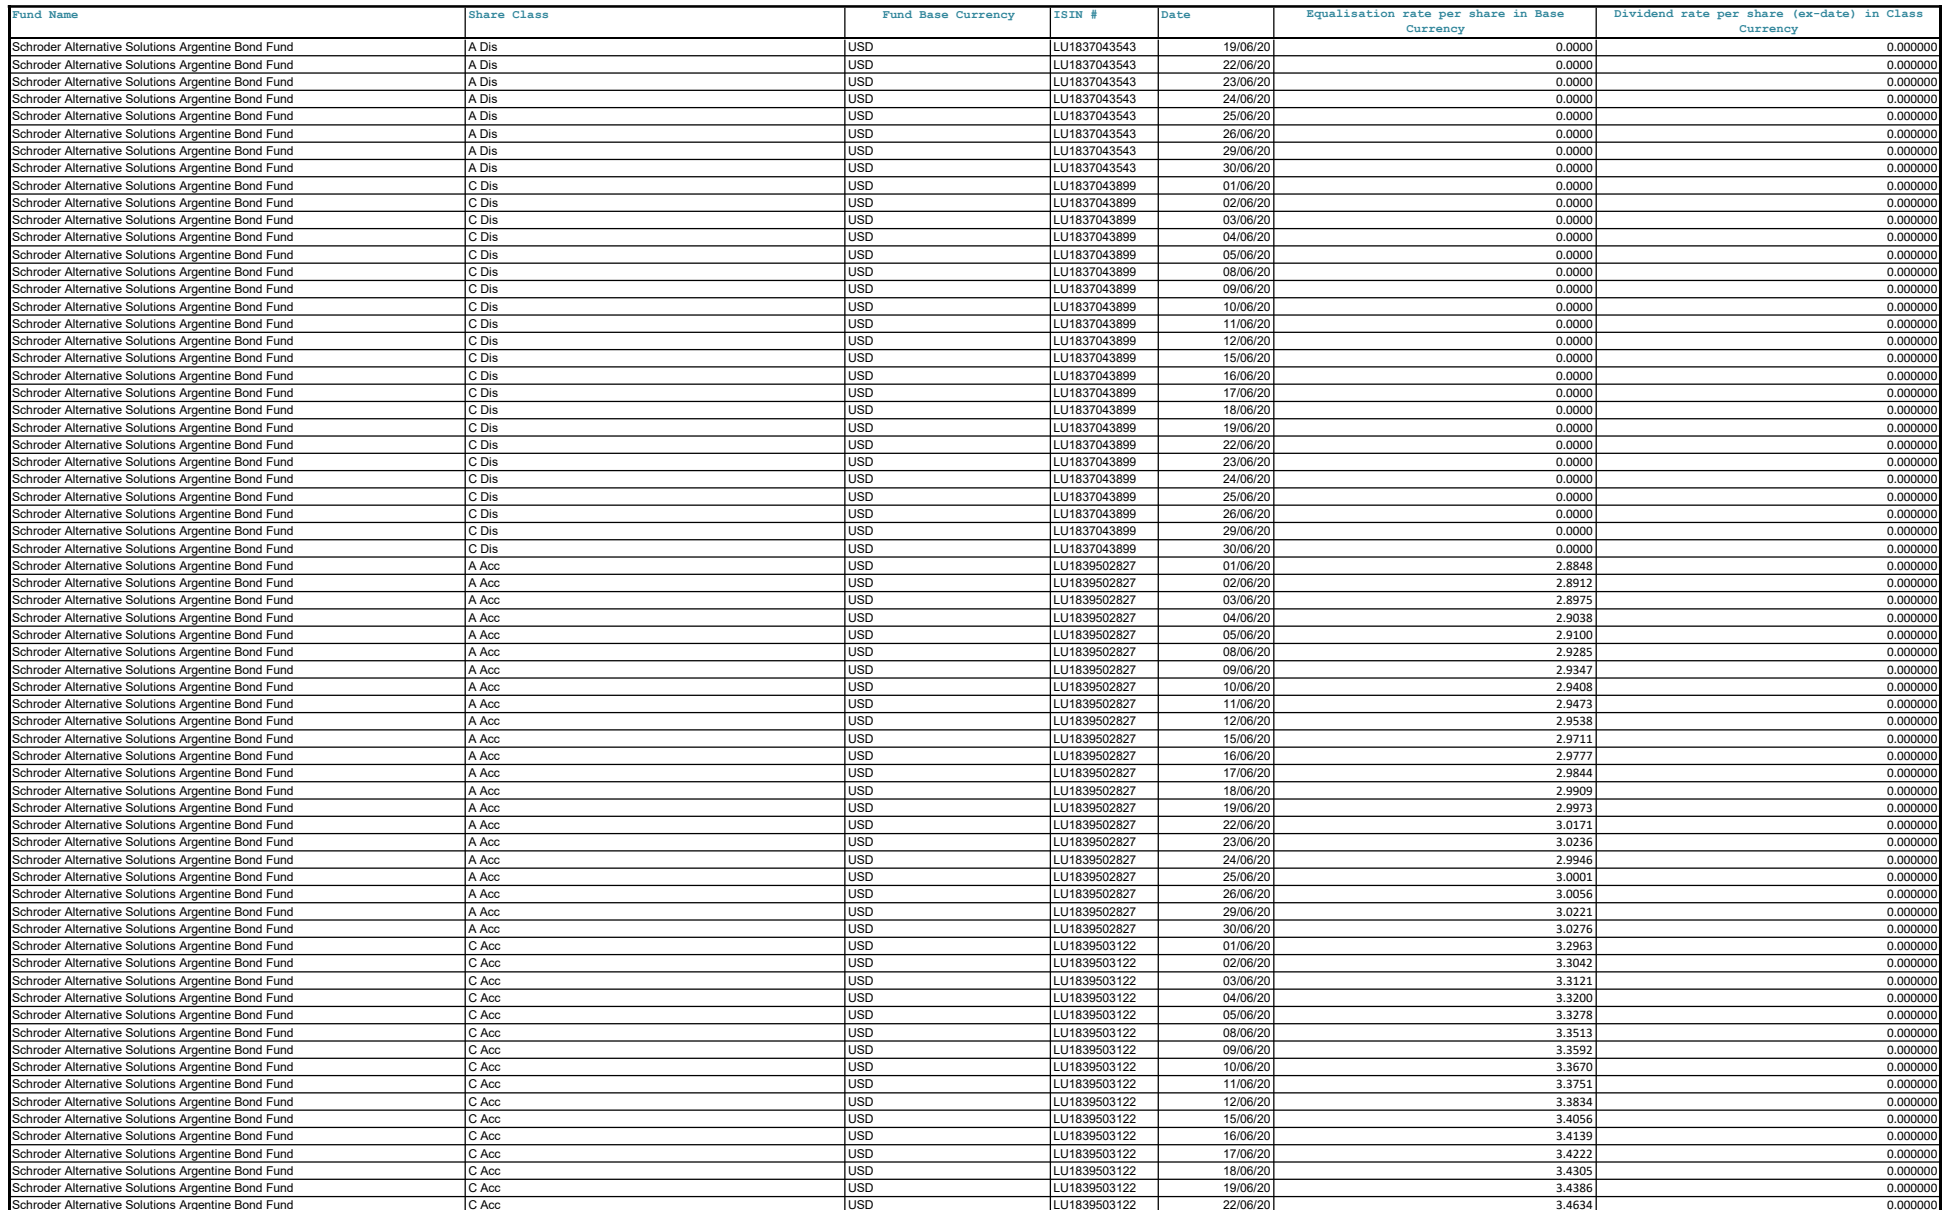 Fund Name Share Class Fund Base Currency ISIN # Date Equalisation rate per share in Base Currency Dividend rate per share (ex-date) in Class Currency
Schroder Alternative Solutions Argentine Bond Fund A Dis USD LU1837043543 19/06/20 0.0000 0.000000
Schroder Alternative Solutions Argentine Bond Fund A Dis USD LU1837043543 22/06/20 0.0000 0.000000
Schroder Alternative Solutions Argentine Bond Fund A Dis USD LU1837043543 23/06/20 0.0000 0.000000
Schroder Alternative Solutions Argentine Bond Fund A Dis USD LU1837043543 24/06/20 0.0000 0.000000
Schroder Alternative Solutions Argentine Bond Fund A Dis USD LU1837043543 25/06/20 0.0000 0.000000
Schroder Alternative Solutions Argentine Bond Fund A Dis USD LU1837043543 26/06/20 0.0000 0.000000
Schroder Alternative Solutions Argentine Bond Fund A Dis USD LU1837043543 29/06/20 0.0000 0.000000
Schroder Alternative Solutions Argentine Bond Fund A Dis USD LU1837043543 30/06/20 0.0000 0.000000
Schroder Alternative Solutions Argentine Bond Fund C Dis USD LU1837043899 01/06/20 0.0000 0.000000
Schroder Alternative Solutions Argentine Bond Fund C Dis USD LU1837043899 02/06/20 0.0000 0.000000
Schroder Alternative Solutions Argentine Bond Fund C Dis USD LU1837043899 03/06/20 0.0000 0.000000
Schroder Alternative Solutions Argentine Bond Fund C Dis USD LU1837043899 04/06/20 0.0000 0.000000
Schroder Alternative Solutions Argentine Bond Fund C Dis USD LU1837043899 05/06/20 0.0000 0.000000
Schroder Alternative Solutions Argentine Bond Fund C Dis USD LU1837043899 08/06/20 0.0000 0.000000
Schroder Alternative Solutions Argentine Bond Fund C Dis USD LU1837043899 09/06/20 0.0000 0.000000
Schroder Alternative Solutions Argentine Bond Fund C Dis USD LU1837043899 10/06/20 0.0000 0.000000
Schroder Alternative Solutions Argentine Bond Fund C Dis USD LU1837043899 11/06/20 0.0000 0.000000
Schroder Alternative Solutions Argentine Bond Fund C Dis USD LU1837043899 12/06/20 0.0000 0.000000
Schroder Alternative Solutions Argentine Bond Fund C Dis USD LU1837043899 15/06/20 0.0000 0.000000
Schroder Alternative Solutions Argentine Bond Fund C Dis USD LU1837043899 16/06/20 0.0000 0.000000
Schroder Alternative Solutions Argentine Bond Fund C Dis USD LU1837043899 17/06/20 0.0000 0.000000
Schroder Alternative Solutions Argentine Bond Fund C Dis USD LU1837043899 18/06/20 0.0000 0.000000
Schroder Alternative Solutions Argentine Bond Fund C Dis USD LU1837043899 19/06/20 0.0000 0.000000
Schroder Alternative Solutions Argentine Bond Fund C Dis USD LU1837043899 22/06/20 0.0000 0.000000
Schroder Alternative Solutions Argentine Bond Fund C Dis USD LU1837043899 23/06/20 0.0000 0.000000
Schroder Alternative Solutions Argentine Bond Fund C Dis USD LU1837043899 24/06/20 0.0000 0.000000
Schroder Alternative Solutions Argentine Bond Fund C Dis USD LU1837043899 25/06/20 0.0000 0.000000
Schroder Alternative Solutions Argentine Bond Fund C Dis USD LU1837043899 26/06/20 0.0000 0.000000
Schroder Alternative Solutions Argentine Bond Fund C Dis USD LU1837043899 29/06/20 0.0000 0.000000
Schroder Alternative Solutions Argentine Bond Fund C Dis USD LU1837043899 30/06/20 0.0000 0.000000
Schroder Alternative Solutions Argentine Bond Fund A Acc USD LU1839502827 01/06/20 2.8848 0.000000
Schroder Alternative Solutions Argentine Bond Fund A Acc USD LU1839502827 02/06/20 2.8912 0.000000
Schroder Alternative Solutions Argentine Bond Fund A Acc USD LU1839502827 03/06/20 2.8975 0.000000
Schroder Alternative Solutions Argentine Bond Fund A Acc USD LU1839502827 04/06/20 2.9038 0.000000
Schroder Alternative Solutions Argentine Bond Fund A Acc USD LU1839502827 05/06/20 2.9100 0.000000
Schroder Alternative Solutions Argentine Bond Fund A Acc USD LU1839502827 08/06/20 2.9285 0.000000
Schroder Alternative Solutions Argentine Bond Fund A Acc USD LU1839502827 09/06/20 2.9347 0.000000
Schroder Alternative Solutions Argentine Bond Fund A Acc USD LU1839502827 10/06/20 2.9408 0.000000
Schroder Alternative Solutions Argentine Bond Fund A Acc USD LU1839502827 11/06/20 2.9473 0.000000
Schroder Alternative Solutions Argentine Bond Fund A Acc USD LU1839502827 12/06/20 2.9538 0.000000
Schroder Alternative Solutions Argentine Bond Fund A Acc USD LU1839502827 15/06/20 2.9711 0.000000
Schroder Alternative Solutions Argentine Bond Fund A Acc USD LU1839502827 16/06/20 2.9777 0.000000
Schroder Alternative Solutions Argentine Bond Fund A Acc USD LU1839502827 17/06/20 2.9844 0.000000
Schroder Alternative Solutions Argentine Bond Fund A Acc USD LU1839502827 18/06/20 2.9909 0.000000
Schroder Alternative Solutions Argentine Bond Fund A Acc USD LU1839502827 19/06/20 2.9973 0.000000
Schroder Alternative Solutions Argentine Bond Fund A Acc USD LU1839502827 22/06/20 3.0171 0.000000
Schroder Alternative Solutions Argentine Bond Fund A Acc USD LU1839502827 23/06/20 3.0236 0.000000
Schroder Alternative Solutions Argentine Bond Fund A Acc USD LU1839502827 24/06/20 2.9946 0.000000
Schroder Alternative Solutions Argentine Bond Fund A Acc USD LU1839502827 25/06/20 3.0001 0.000000
Schroder Alternative Solutions Argentine Bond Fund A Acc USD LU1839502827 26/06/20 3.0056 0.000000
Schroder Alternative Solutions Argentine Bond Fund A Acc USD LU1839502827 29/06/20 3.0221 0.000000
Schroder Alternative Solutions Argentine Bond Fund A Acc USD LU1839502827 30/06/20 3.0276 0.000000
Schroder Alternative Solutions Argentine Bond Fund C Acc USD LU1839503122 01/06/20 3.2963 0.000000
Schroder Alternative Solutions Argentine Bond Fund C Acc USD LU1839503122 02/06/20 3.3042 0.000000
Schroder Alternative Solutions Argentine Bond Fund C Acc USD LU1839503122 03/06/20 3.3121 0.000000
Schroder Alternative Solutions Argentine Bond Fund C Acc USD LU1839503122 04/06/20 3.3200 0.000000
Schroder Alternative Solutions Argentine Bond Fund C Acc USD LU1839503122 05/06/20 3.3278 0.000000
Schroder Alternative Solutions Argentine Bond Fund C Acc USD LU1839503122 08/06/20 3.3513 0.000000
Schroder Alternative Solutions Argentine Bond Fund C Acc USD LU1839503122 09/06/20 3.3592 0.000000
Schroder Alternative Solutions Argentine Bond Fund C Acc USD LU1839503122 10/06/20 3.3670 0.000000
Schroder Alternative Solutions Argentine Bond Fund C Acc USD LU1839503122 11/06/20 3.3751 0.000000
Schroder Alternative Solutions Argentine Bond Fund C Acc USD LU1839503122 12/06/20 3.3834 0.000000
Schroder Alternative Solutions Argentine Bond Fund C Acc USD LU1839503122 15/06/20 3.4056 0.000000
Schroder Alternative Solutions Argentine Bond Fund C Acc USD LU1839503122 16/06/20 3.4139 0.000000
Schroder Alternative Solutions Argentine Bond Fund C Acc USD LU1839503122 17/06/20 3.4222 0.000000
Schroder Alternative Solutions Argentine Bond Fund C Acc USD LU1839503122 18/06/20 3.4305 0.000000
Schroder Alternative Solutions Argentine Bond Fund C Acc USD LU1839503122 19/06/20 3.4386 0.000000
Schroder Alternative Solutions Argentine Bond Fund C Acc USD LU1839503122 22/06/20 3.4634 0.000000